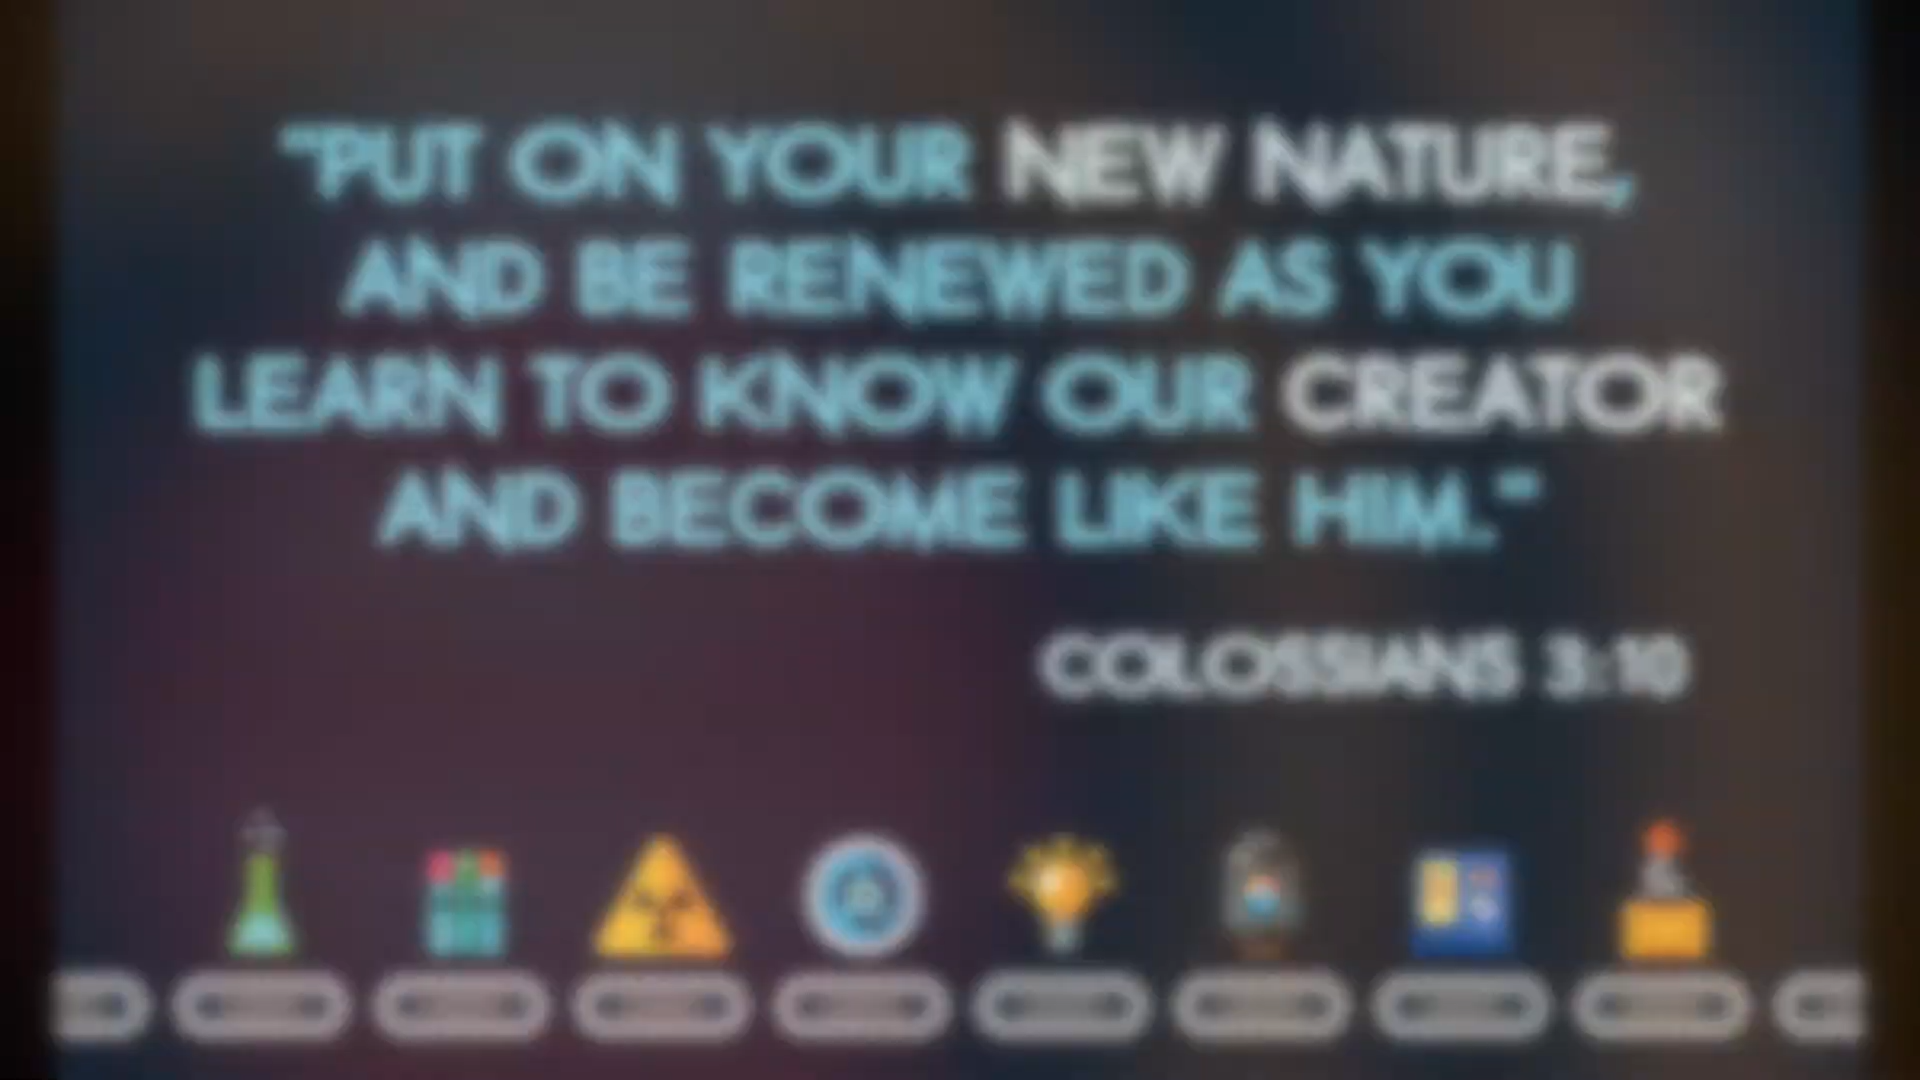 "PUT ON YOUR NEW NATURE,
AND BE RENEWED AS YOU
LEARN TO KNOW OUR CREATOR
AND BECOME LIKE HIM."
COLOSSIANS 3:10